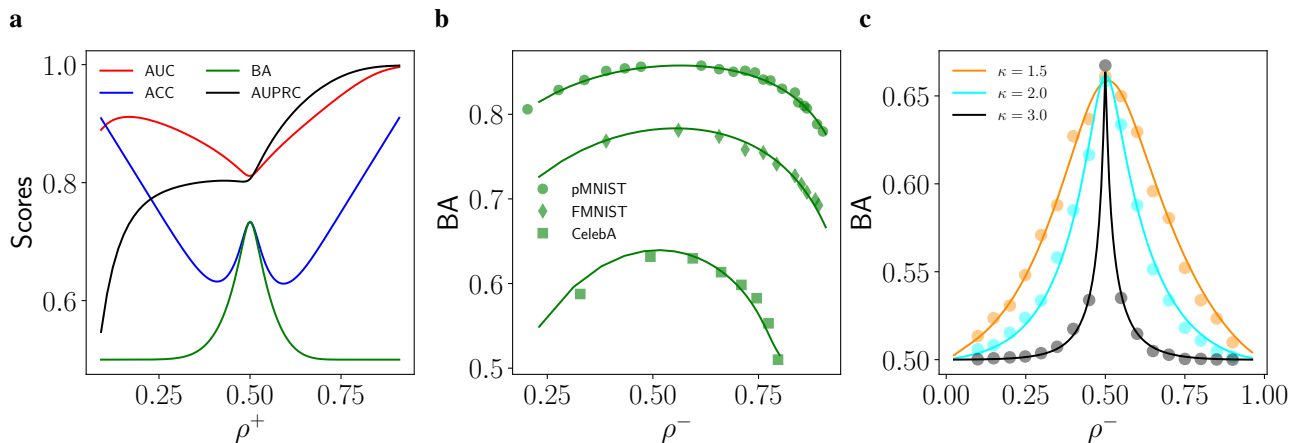 a
b
c
AUC
BA
ACC
AUPRC
1.0
0.8
0.6
Scores
0.25
0.50
0.75
ρ⁺
pMNIST
FMNIST
CelebA
0.8
0.7
0.6
0.5
BA
0.25
0.50
0.75
ρ⁻
κ = 1.5
κ = 2.0
κ = 3.0
0.65
0.60
0.55
0.50
BA
0.00
0.25
0.50
0.75
1.00
ρ⁻